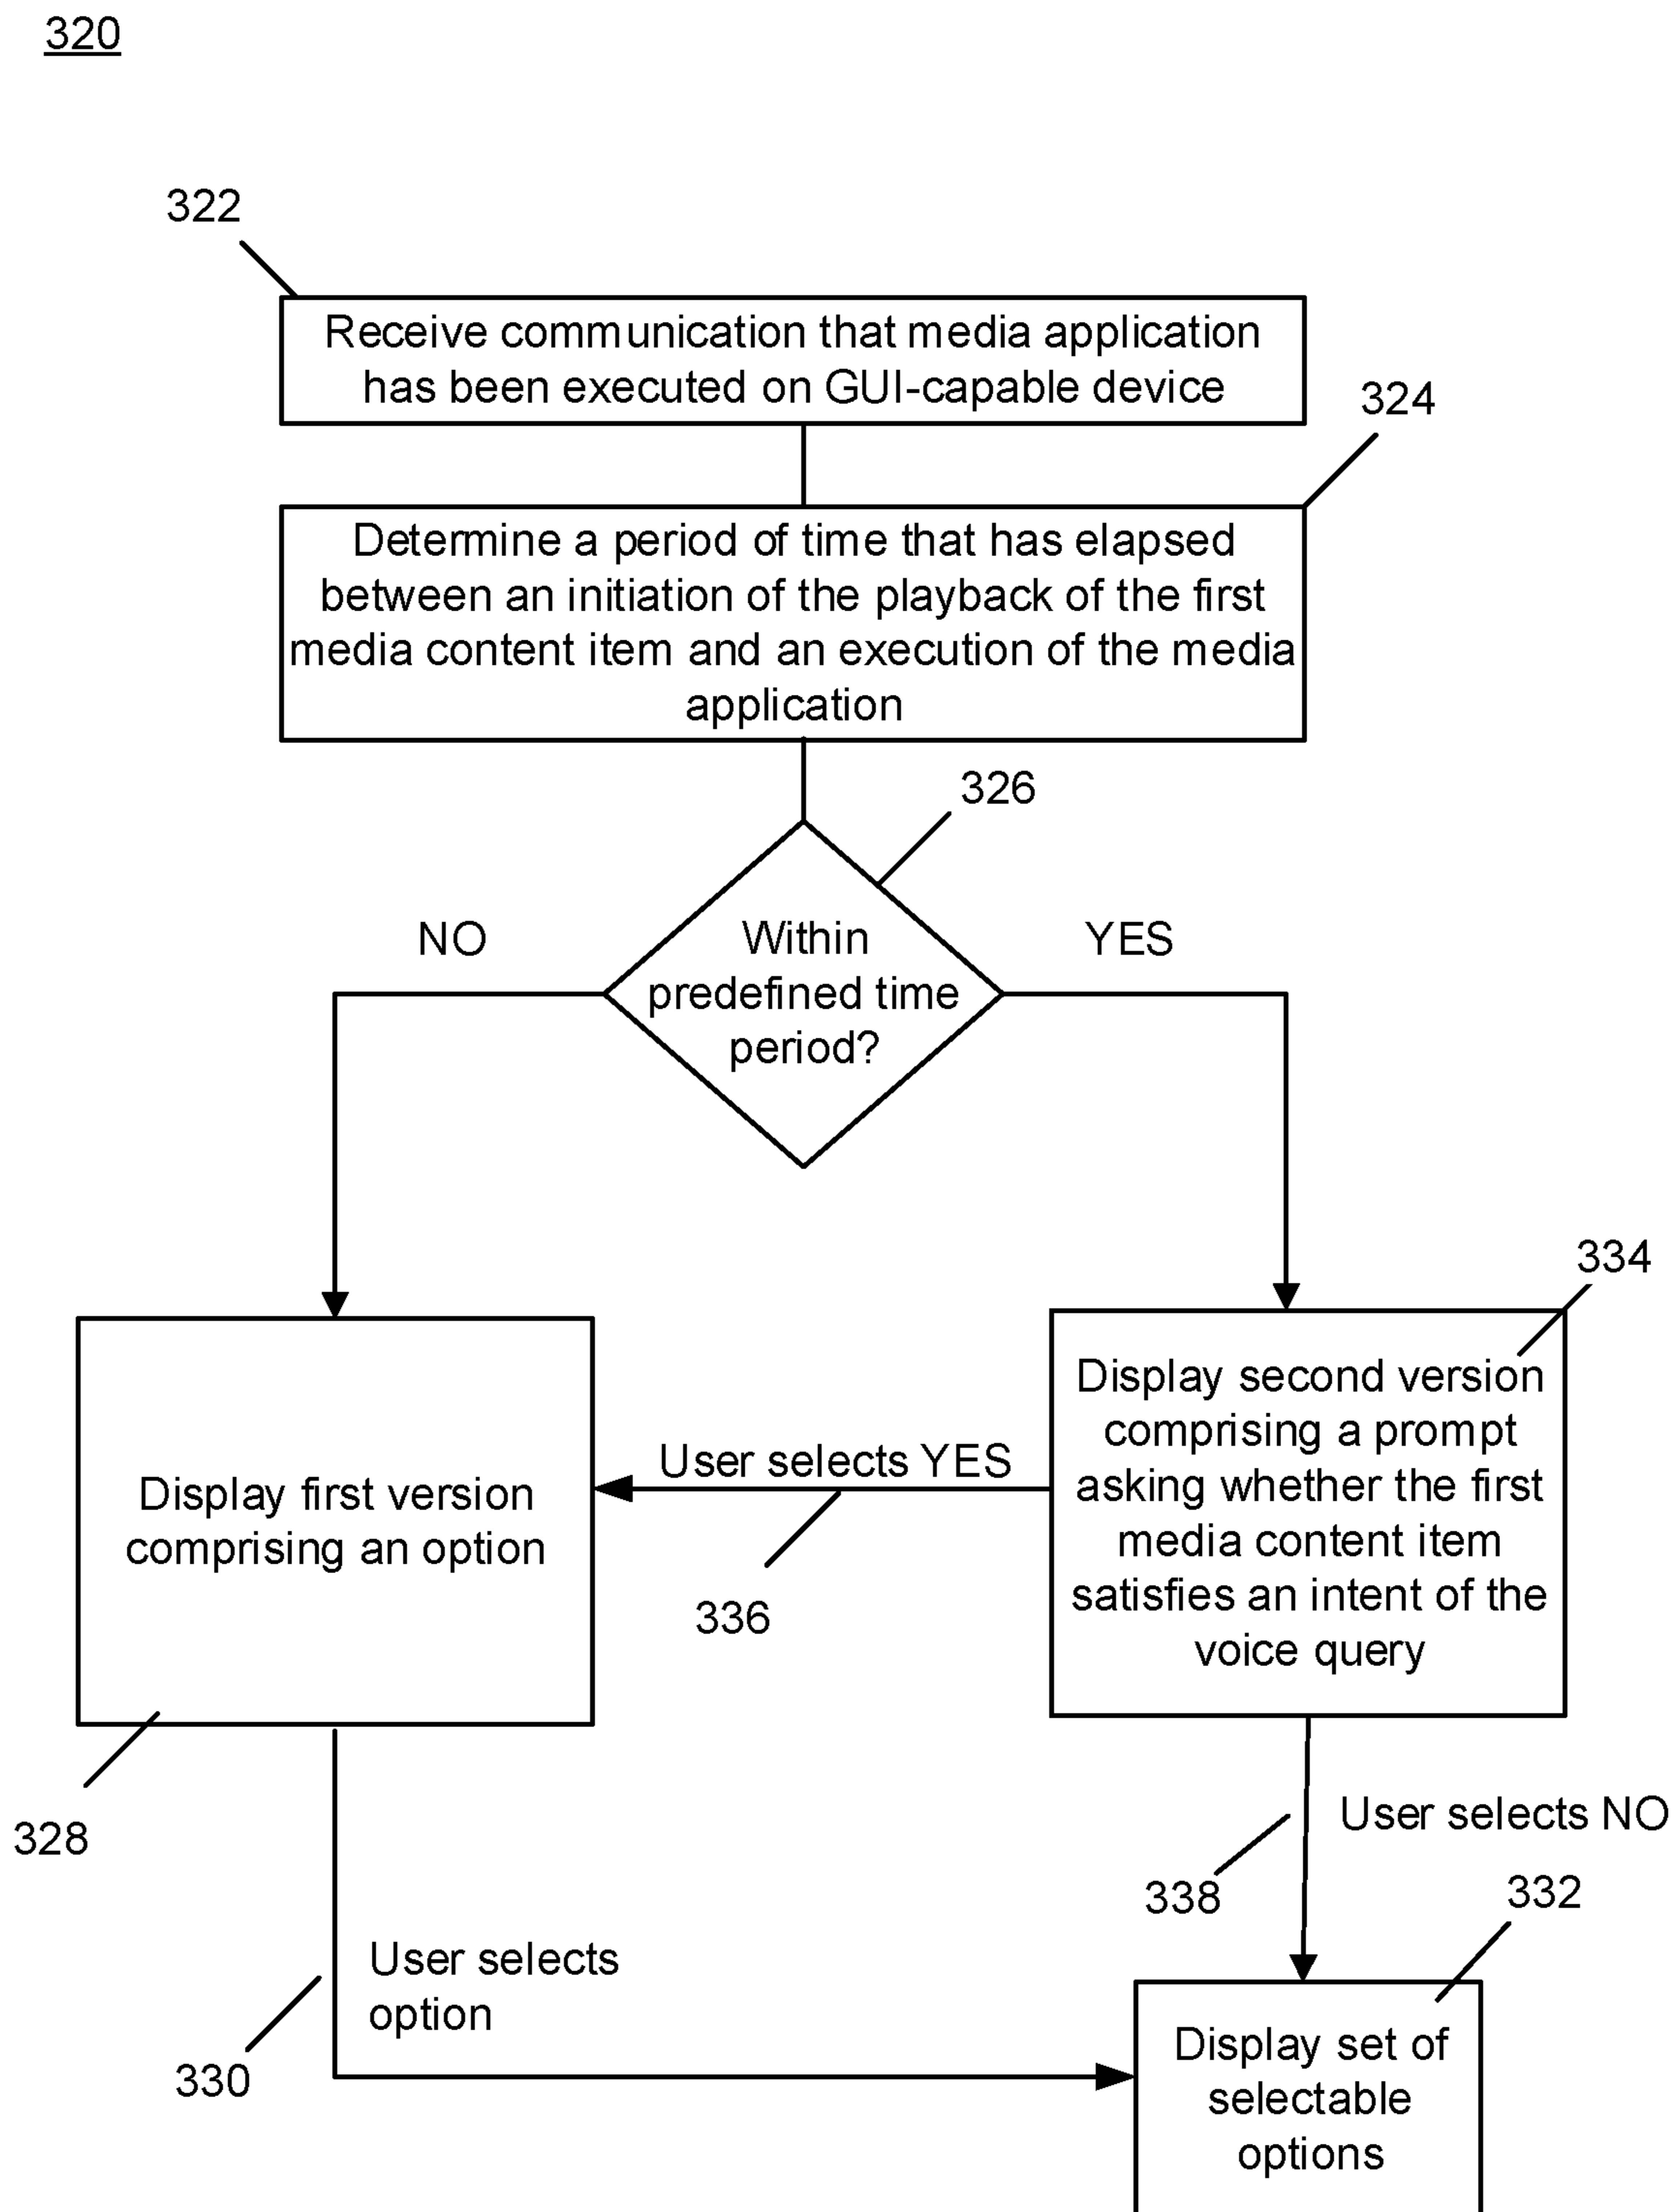 320
322
Receive communication that media application
has been executed on GUI-capable device
324
Determine a period of time that has elapsed
between an initiation of the playback of the first
media content item and an execution of the media
application
326
NO
Within
predefined time
period?
YES
334
Display first version
comprising an option
User selects YES
336
Display second version
comprising a prompt
asking whether the first
media content item
satisfies an intent of the
voice query
328
User selects NO
338
332
User selects
option
330
Display set of
selectable
options